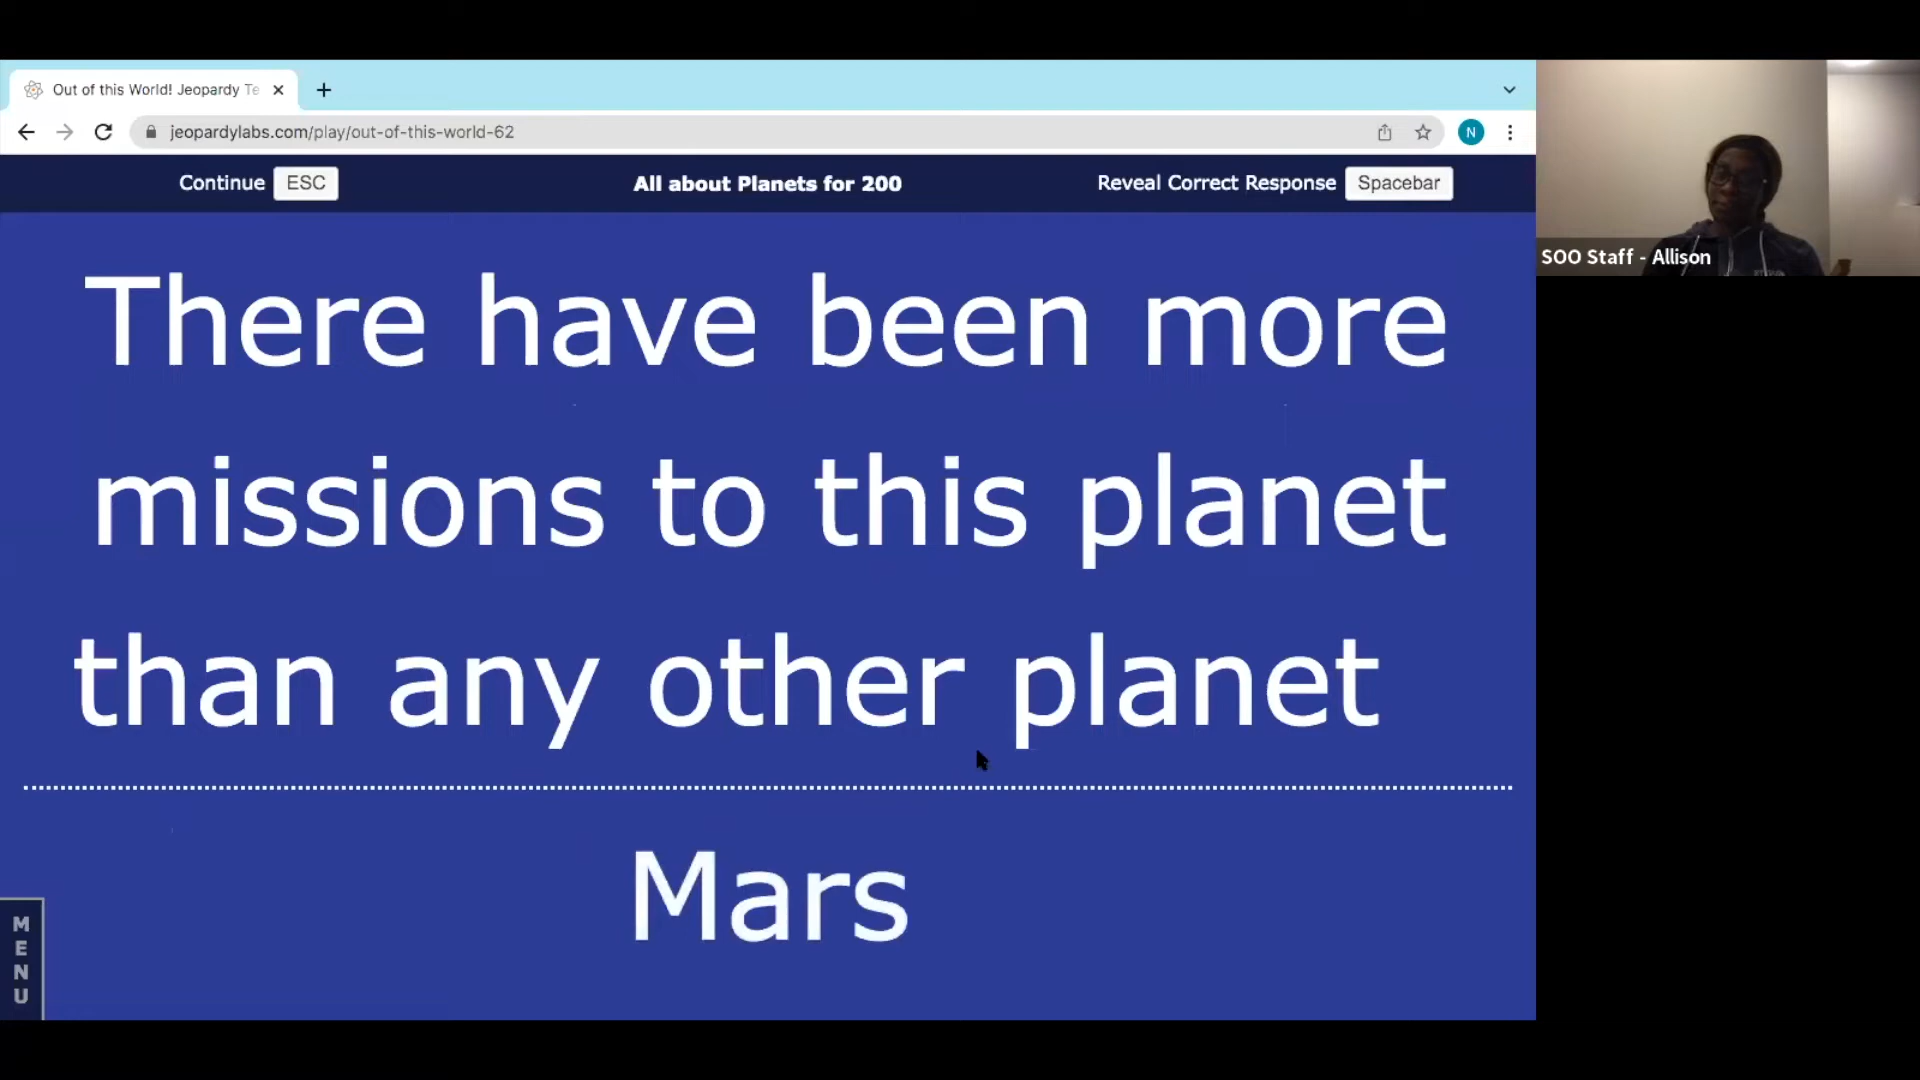 Out of this World! Jeopardy Te
jeopardylabs.com/play/out-of-this-world-62
N
Continue ESC
All about Planets for 200
Reveal Correct Response Spacebar
There have been more
missions to this planet
than any other planet
Mars
MENU
SOO Staff - Allison